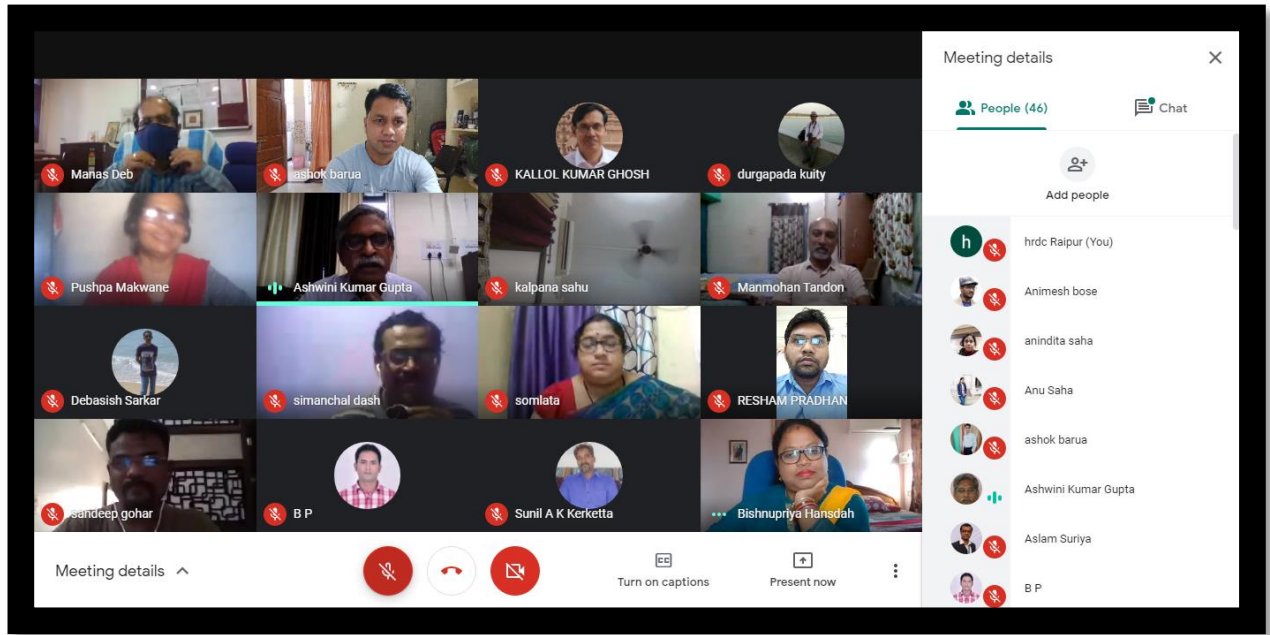 Meeting details
People (46)
Chat
Add people
h
hrdc Raipur (You)
Animesh bose
anindita saha
Anu Saha
ashok barua
Ashwini Kumar Gupta
Aslam Suriya
B P
Manas Deb
ashok barua
KALLOL KUMAR GHOSH
durgapada kuity
Pushpa Makwane
Ashwini Kumar Gupta
kalpana sahu
Manmohan Tandon
Debasish Sarkar
simanchal dash
somlata
RESHAM PRADHAN
sandeep gohar
B P
Sunil A K Kerketta
Bishnupriya Hansdah
Meeting details
CC
Turn on captions
Present now